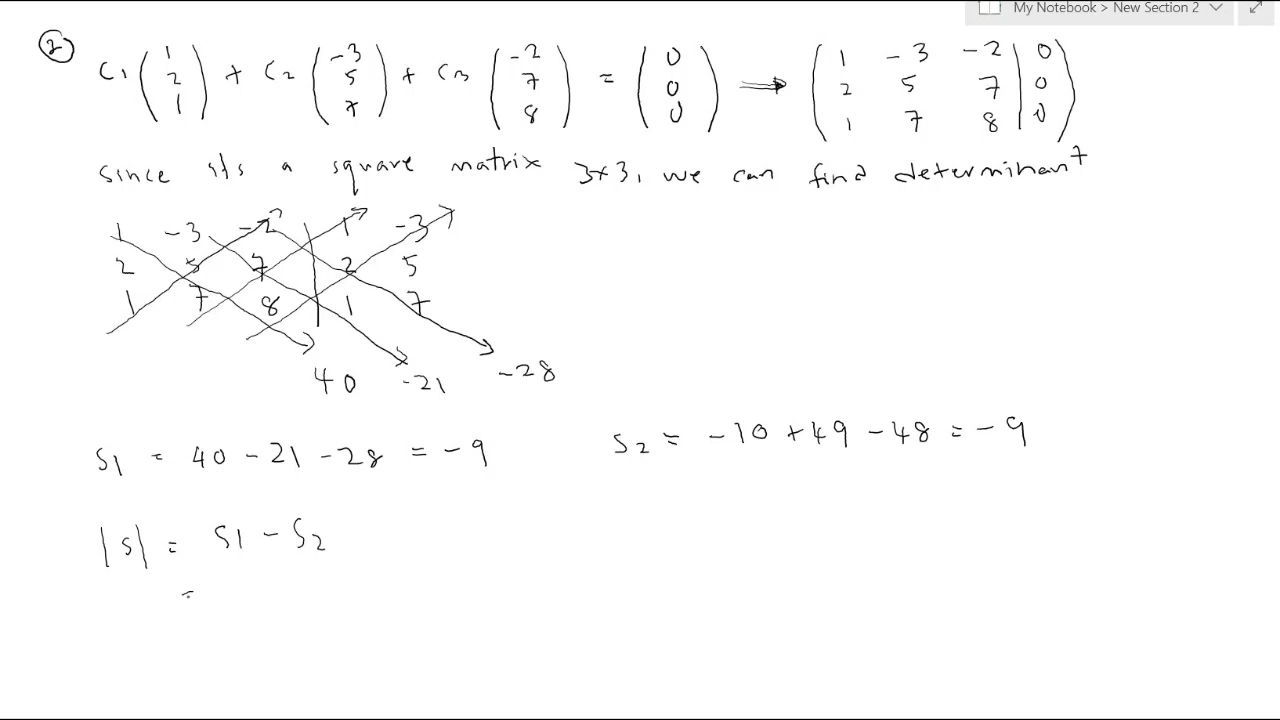 My Notebook > New Section 2
2 C1 (1 2 1) + C2 (-3 5 7) + C3 (-2 7 8) = (0 0 0) → (1 -3 -2 | 0
2 5 7 | 0
1 7 8 | 0)
since it's a square matrix 3x3, we can find determinant
1 -3 -2 | 1 -3
2 5 7 | 2 5
1 7 8 | 1 7
40 -21 -28
S1 = 40 - 21 - 28 = -9
S2 = -10 + 49 - 48 = -9
|S| = S1 - S2
=